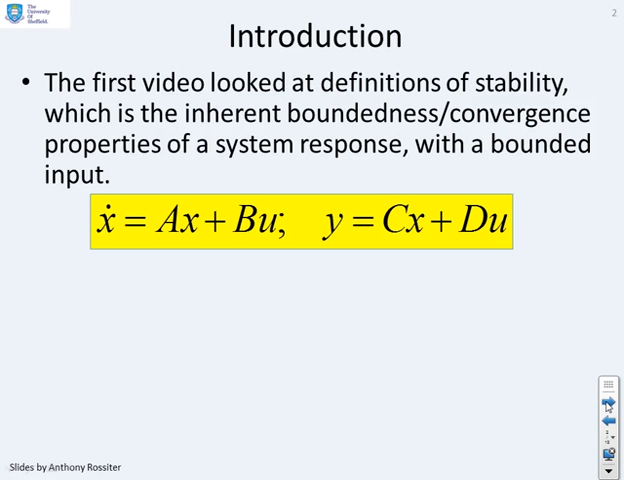 The
University
Of
Sheffield.
2
Introduction
• The first video looked at definitions of stability,
which is the inherent boundedness/convergence
properties of a system response, with a bounded
input.
ẋ = Ax + Bu; y = Cx + Du
Slides by Anthony Rossiter